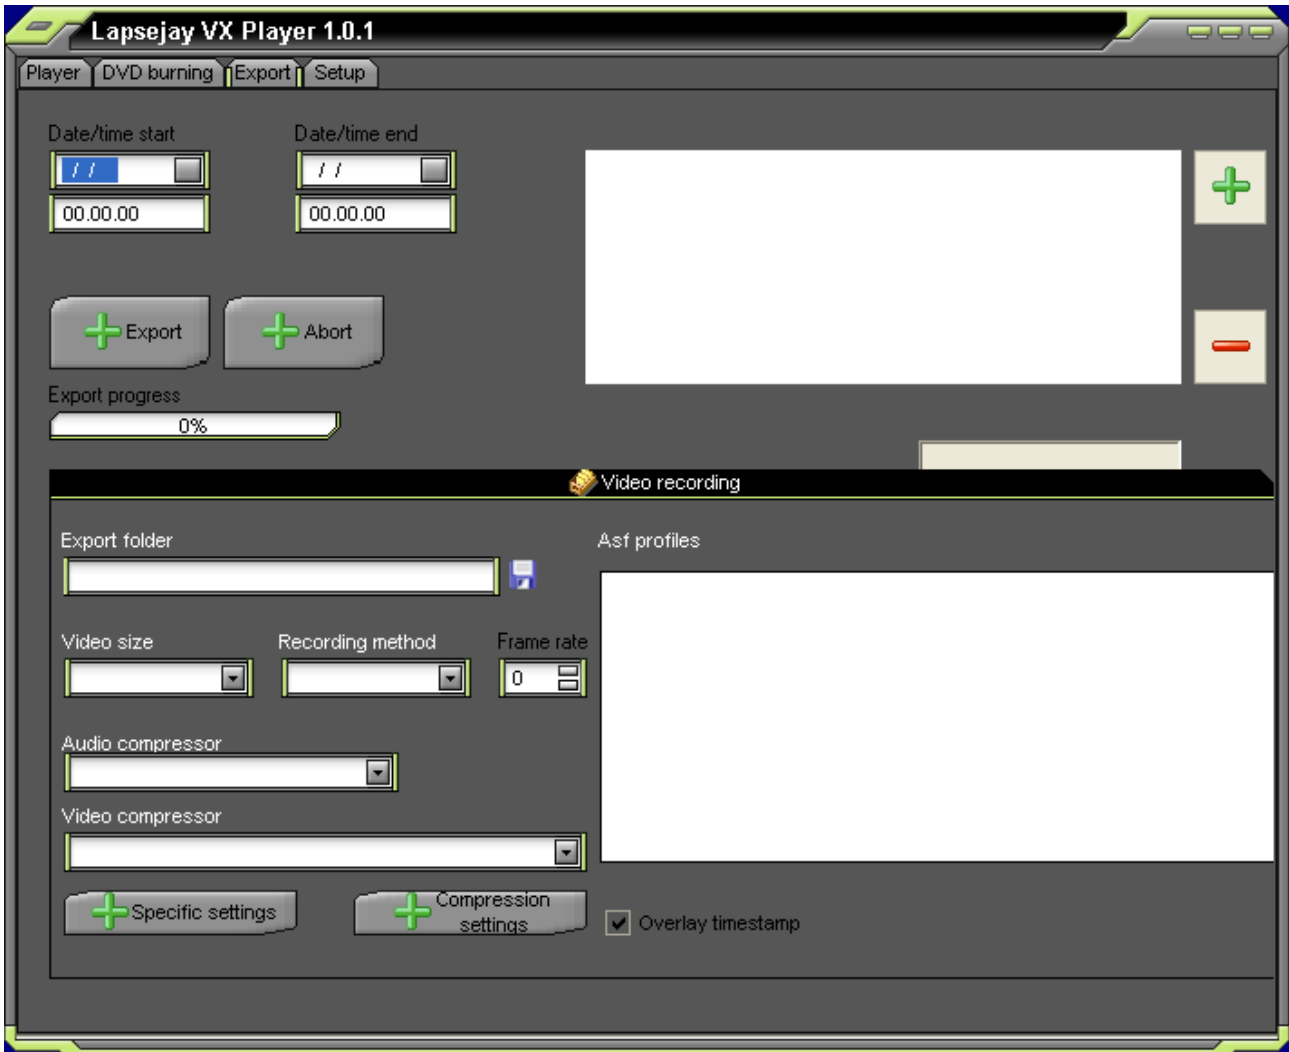 Lapsejay VX Player 1.0.1
Player DVD burning Export Setup
Date/time start Date/time end
/ / / /
00.00.00 00.00.00
Export Abort
Export progress
0%
Video recording
Export folder Asf profiles
Video size Recording method Frame rate
0
Audio compressor
Video compressor
Specific settings Compression
settings
Overlay timestamp